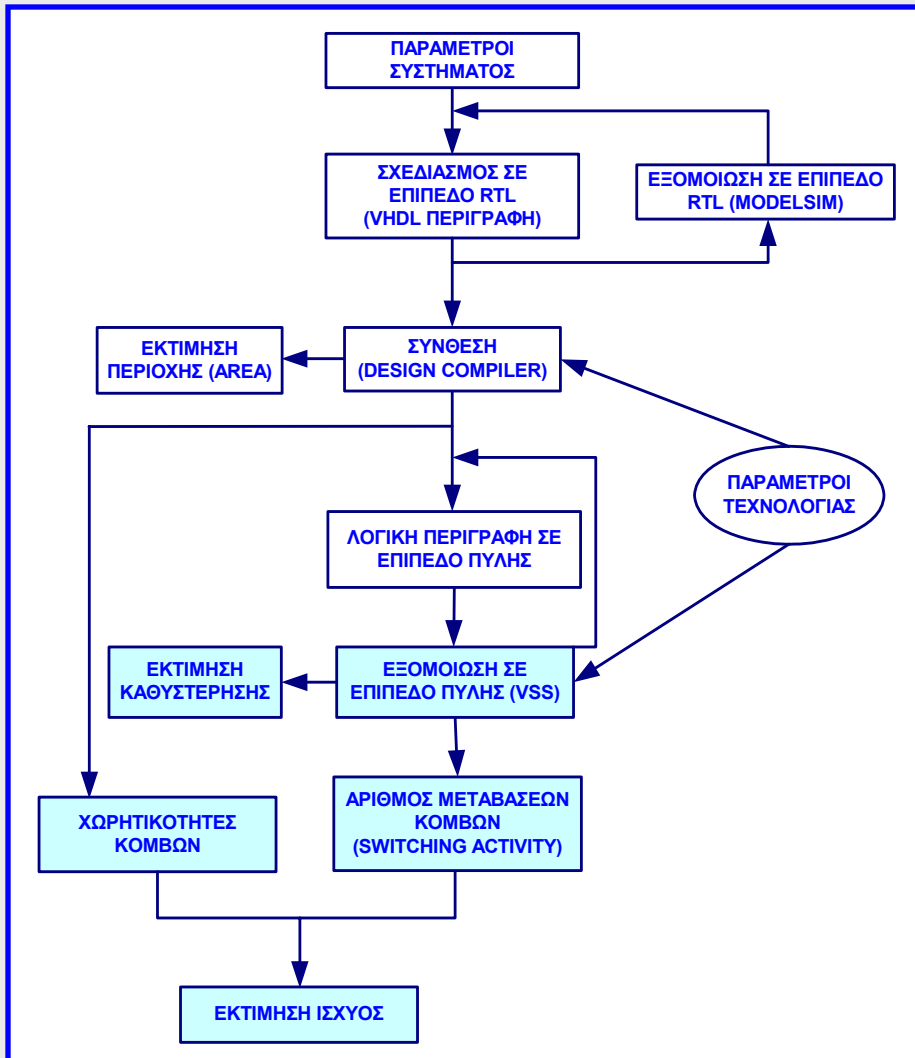 ΠΑΡΑΜΕΤΡΟΙ
ΣΥΣΤΗΜΑΤΟΣ
ΣΧΕΔΙΑΣΜΟΣ ΣΕ
ΕΠΙΠΕΔΟ RTL
(VHDL ΠΕΡΙΓΡΑΦΗ)
ΕΞΟΜΟΙΩΣΗ ΣΕ ΕΠΙΠΕΔΟ
RTL (MODELSIM)
ΕΚΤΙΜΗΣΗ
ΠΕΡΙΟΧΗΣ (AREA)
ΣΥΝΘΕΣΗ
(DESIGN COMPILER)
ΠΑΡΑΜΕΤΡΟΙ
ΤΕΧΝΟΛΟΓΙΑΣ
ΛΟΓΙΚΗ ΠΕΡΙΓΡΑΦΗ ΣΕ
ΕΠΙΠΕΔΟ ΠΥΛΗΣ
ΕΚΤΙΜΗΣΗ
ΚΑΘΥΣΤΕΡΗΣΗΣ
ΕΞΟΜΟΙΩΣΗ ΣΕ
ΕΠΙΠΕΔΟ ΠΥΛΗΣ (VSS)
ΧΩΡΗΤΙΚΟΤΗΤΕΣ
ΚΟΜΒΩΝ
ΑΡΙΘΜΟΣ ΜΕΤΑΒΑΣΕΩΝ
ΚΟΜΒΩΝ
(SWITCHING ACTIVITY)
ΕΚΤΙΜΗΣΗ ΙΣΧΥΟΣ